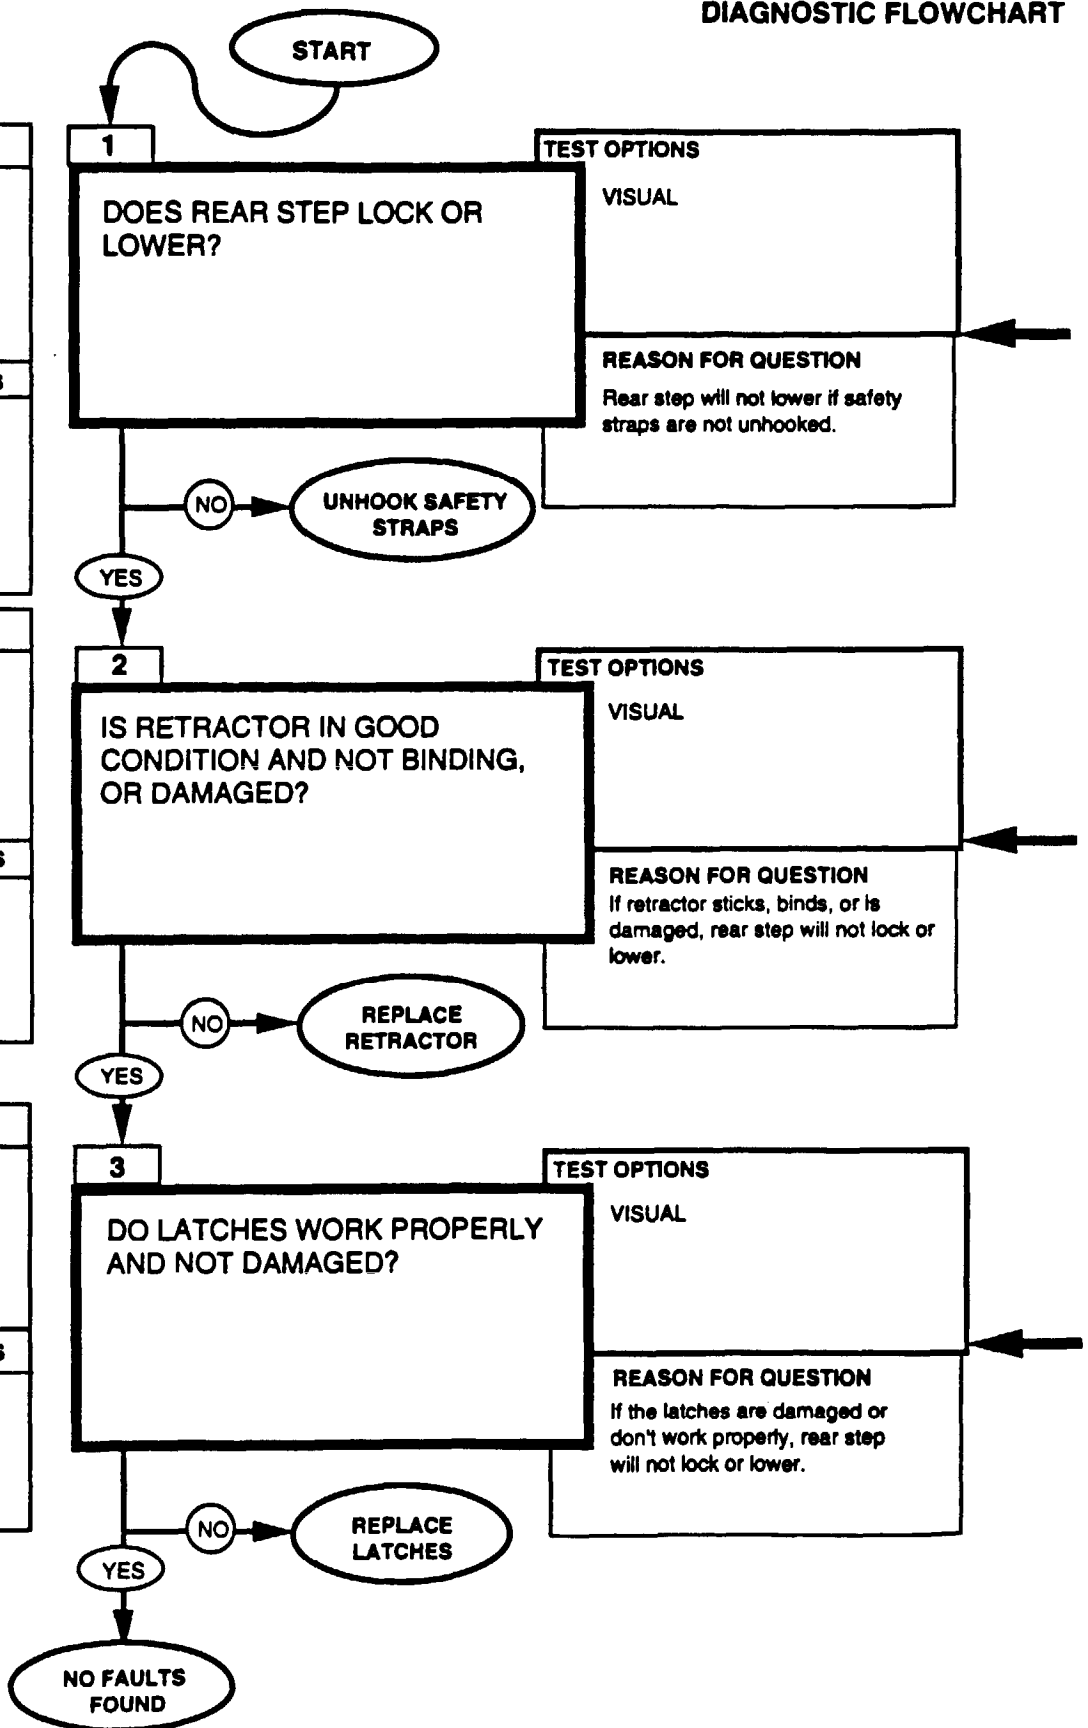 DIAGNOSTIC FLOWCHART
START
1
TEST OPTIONS
VISUAL
DOES REAR STEP LOCK OR
LOWER?
REASON FOR QUESTION
Rear step will not lower if safety
straps are not unhooked.
NO
UNHOOK SAFETY
STRAPS
YES
2
TEST OPTIONS
VISUAL
IS RETRACTOR IN GOOD
CONDITION AND NOT BINDING,
OR DAMAGED?
REASON FOR QUESTION
If retractor sticks, binds, or is
damaged, rear step will not lock or
lower.
NO
REPLACE
RETRACTOR
YES
3
TEST OPTIONS
VISUAL
DO LATCHES WORK PROPERLY
AND NOT DAMAGED?
REASON FOR QUESTION
If the latches are damaged or
don't work properly, rear step
will not lock or lower.
NO
REPLACE
LATCHES
YES
NO FAULTS
FOUND